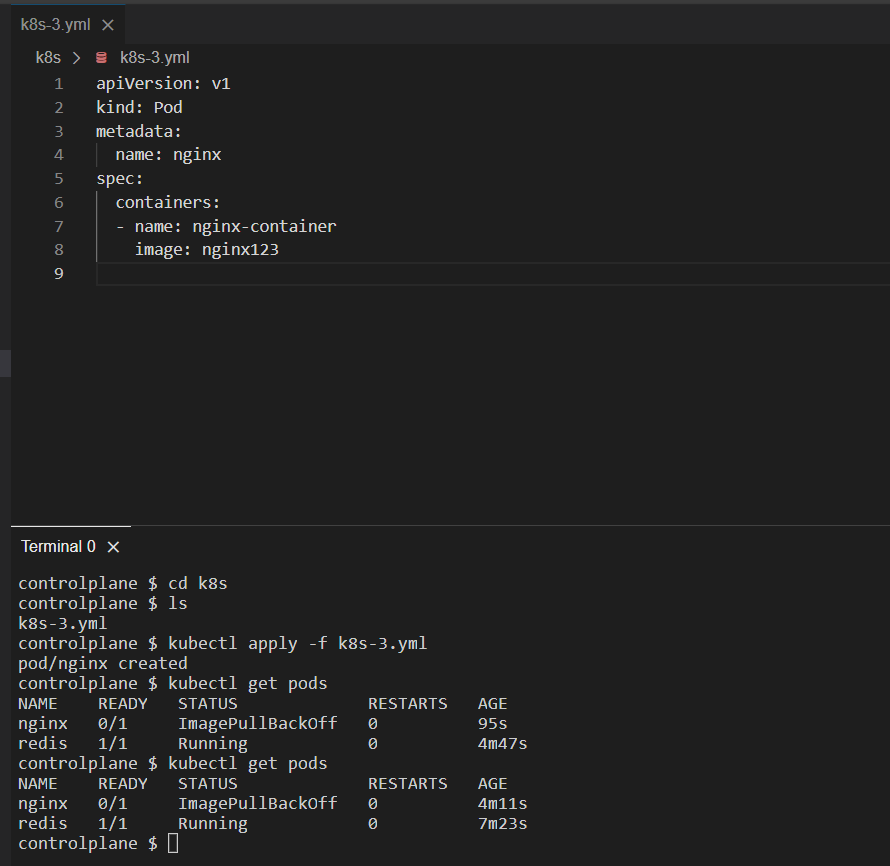 k8s-3.yml
k8s > k8s-3.yml
1 apiVersion: v1
2 kind: Pod
3 metadata:
4   name: nginx
5 spec:
6   containers:
7   - name: nginx-container
8     image: nginx123
9
Terminal 0
controlplane $ cd k8s
controlplane $ ls
k8s-3.yml
controlplane $ kubectl apply -f k8s-3.yml
pod/nginx created
controlplane $ kubectl get pods
NAME    READY   STATUS             RESTARTS   AGE
nginx   0/1     ImagePullBackOff   0          95s
redis   1/1     Running            0          4m47s
controlplane $ kubectl get pods
NAME    READY   STATUS             RESTARTS   AGE
nginx   0/1     ImagePullBackOff   0          4m11s
redis   1/1     Running            0          7m23s
controlplane $